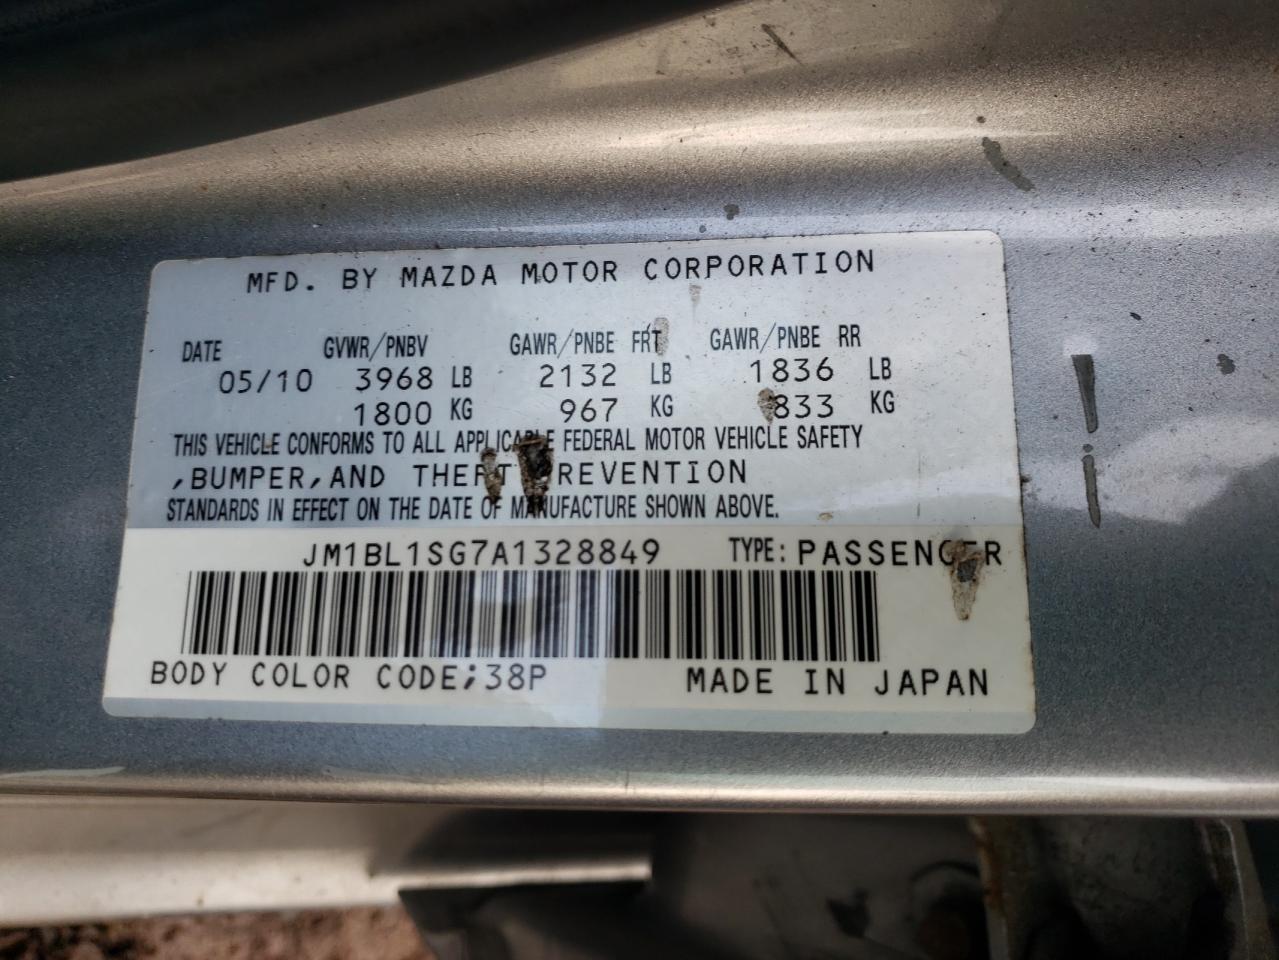 MFD. BY MAZDA MOTOR CORPORATION
DATE GVWR/PNBV GAWR/PNBE FRT GAWR/PNBE RR
05/10 3968 LB 2132 LB 1836 LB
1800 KG 967 KG 833 KG
THIS VEHICLE CONFORMS TO ALL APPLICABLE FEDERAL MOTOR VEHICLE SAFETY
,BUMPER,AND THEFT PREVENTION
STANDARDS IN EFFECT ON THE DATE OF MANUFACTURE SHOWN ABOVE.
JM1BL1SG7A1328849 TYPE: PASSENGER
BODY COLOR CODE;38P MADE IN JAPAN